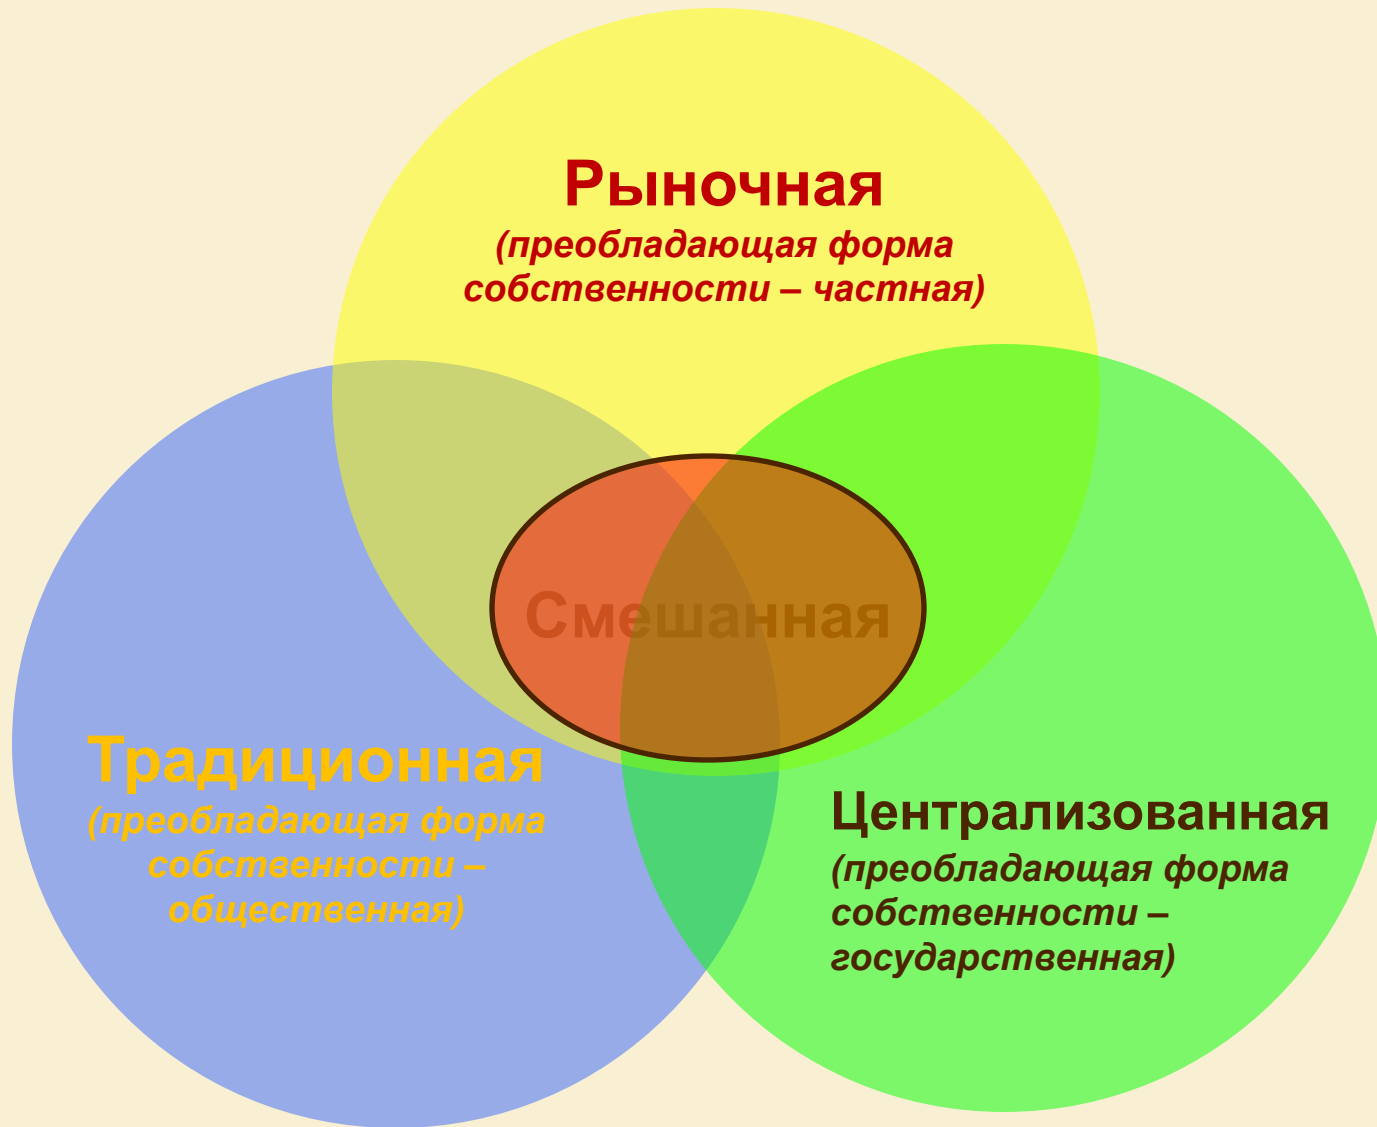 Рыночная
(преобладающая форма
собственности – частная)
Смешанная
Традиционная
(преобладающая форма
собственности –
общественная)
Централизованная
(преобладающая форма
собственности –
государственная)